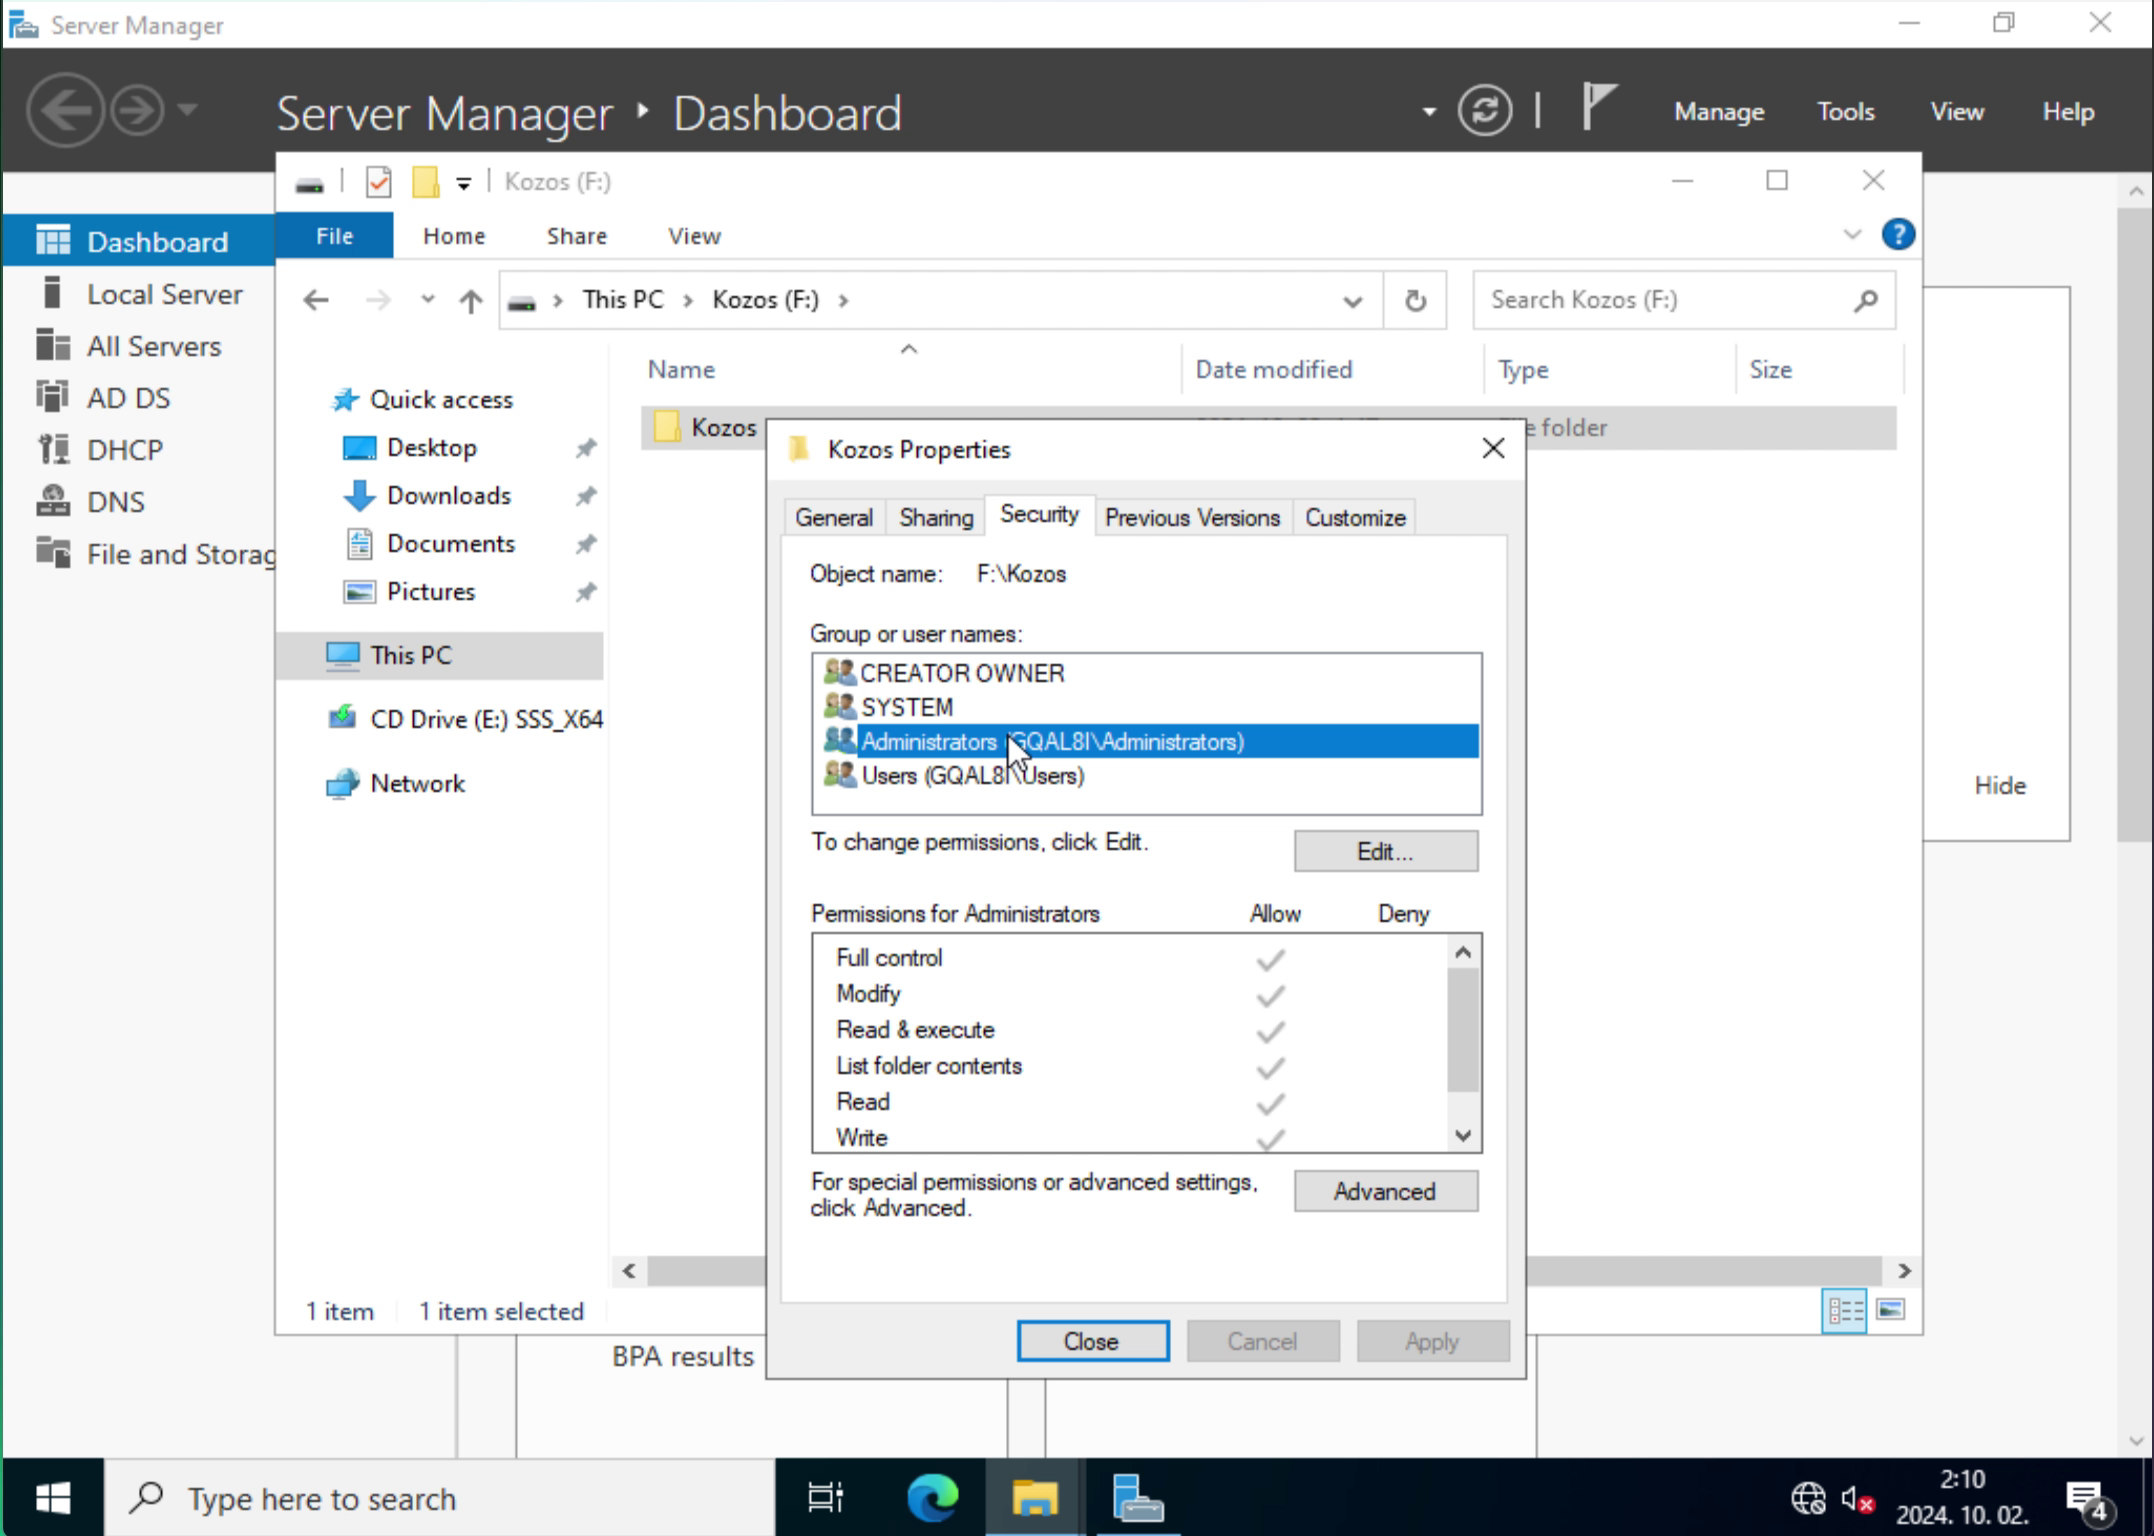 Server Manager
Server Manager ‣ Dashboard
Manage Tools View Help
Kozos (F:)
File Home Share View
This PC > Kozos (F:) >
Search Kozos (F:)
Dashboard
Local Server
All Servers
AD DS
DHCP
DNS
File and Storag
Quick access
Desktop
Downloads
Documents
Pictures
This PC
CD Drive (E:) SSS_X64
Network
Name Date modified Type Size
Kozos
e folder
Kozos Properties
General Sharing Security Previous Versions Customize
Object name: F:\Kozos
Group or user names:
CREATOR OWNER
SYSTEM
Administrators (GQAL8I\Administrators)
Users (GQAL8I\Users)
To change permissions, click Edit.
Edit...
Permissions for Administrators Allow Deny
Full control
Modify
Read & execute
List folder contents
Read
Write
For special permissions or advanced settings,
click Advanced.
Advanced
Close Cancel Apply
Hide
1 item 1 item selected
BPA results
Type here to search
2:10
2024. 10. 02.
4